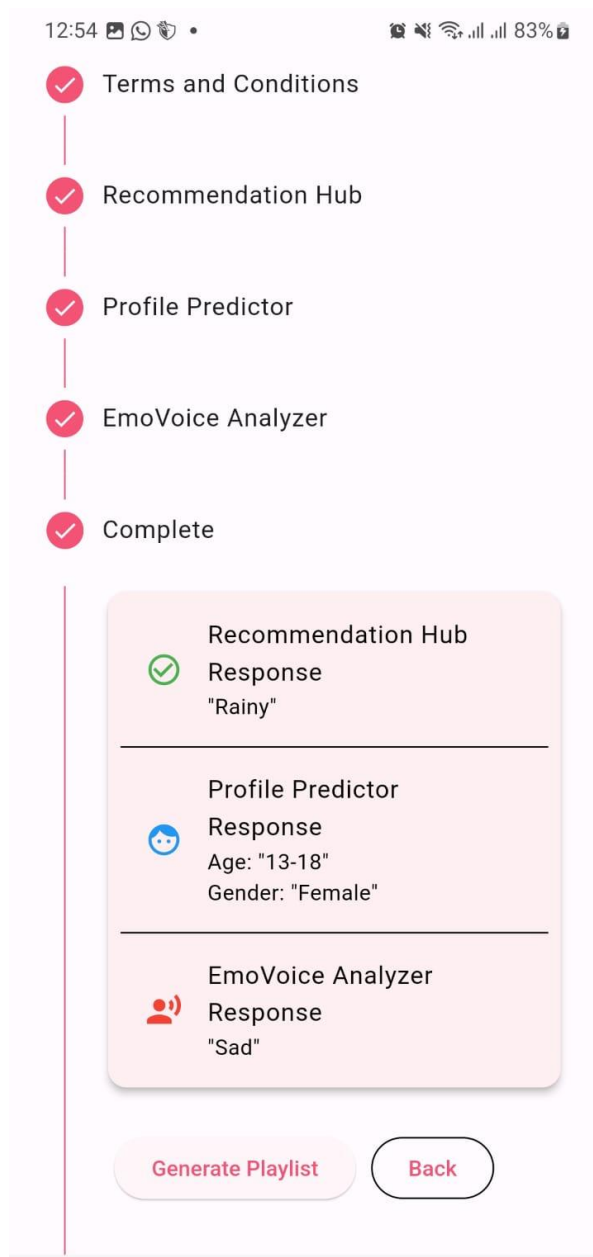 12:54 83%
Terms and Conditions
Recommendation Hub
Profile Predictor
EmoVoice Analyzer
Complete
Recommendation Hub
Response
"Rainy"
Profile Predictor
Response
Age: "13-18"
Gender: "Female"
EmoVoice Analyzer
Response
"Sad"
Generate Playlist Back